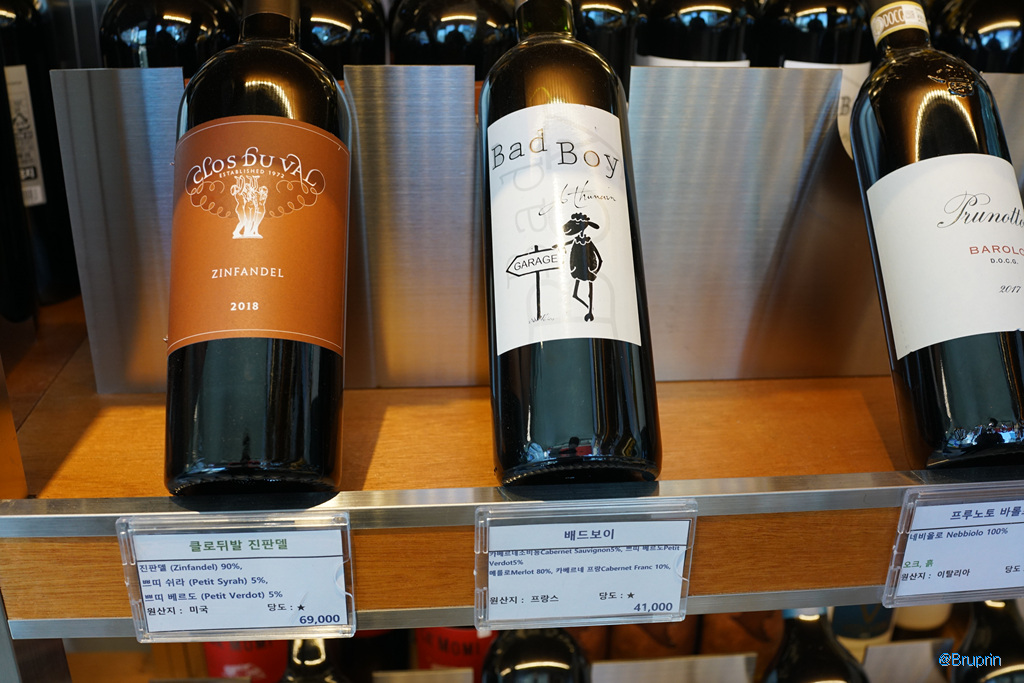 CLOS DU VAL
ESTABLISHED 1972
ZINFANDEL
2018
Bad Boy
GARAGE
DOCG
Prunotto
D.O.C.G.
2017
클로뒤발 진판델
진판델 (Zinfandel) 90%,
쁘띠 쉬라 (Petit Syrah) 5%,
쁘띠 베르도 (Petit Verdot) 5%
원산지 : 미국 당도 : ★
69,000
배드보이
카베르네소비뇽Cabernet Sauvignon5%, 쁘띠 베르도Petit
Verdot5%
메를로Merlot 80%, 카베르네 프랑Cabernet Franc 10%,
원산지 : 프랑스 당도 : ★
41,000
프루노토
네비올로 Nebbiolo 100%
오크, 흙
원산지 : 이탈리아 당도 :
@Bruprin